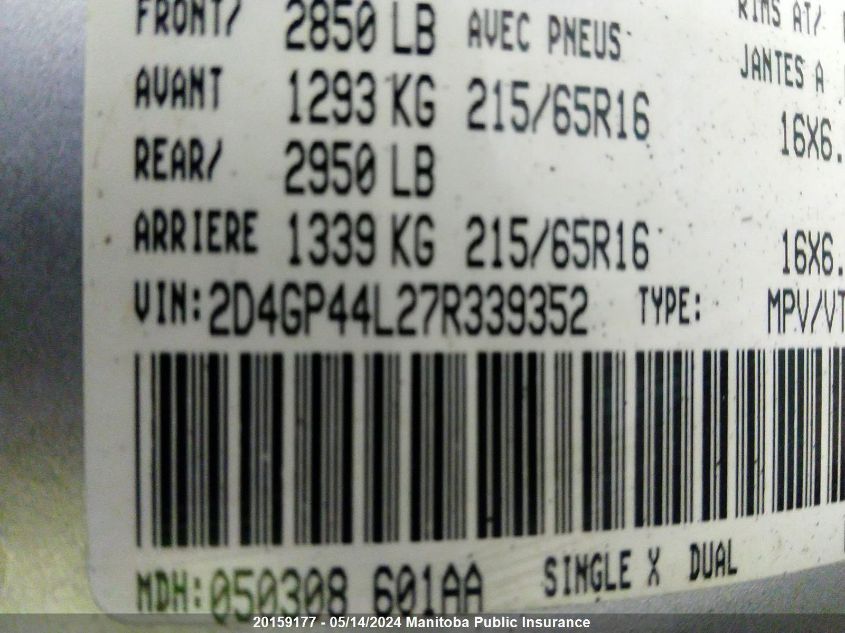 FRONT/ 2850 LB AVEC PNEUS RIMS AT/
JANTES A
AVANT 1293 KG 215/65R16 16X6.
REAR/ 2950 LB
ARRIERE 1339 KG 215/65R16 16X6.
VIN: 2D4GP44L27R339352 TYPE: MPV/VT
MDH: 050308 601AA SINGLE X DUAL
20159177 - 05/14/2024 Manitoba Public Insurance